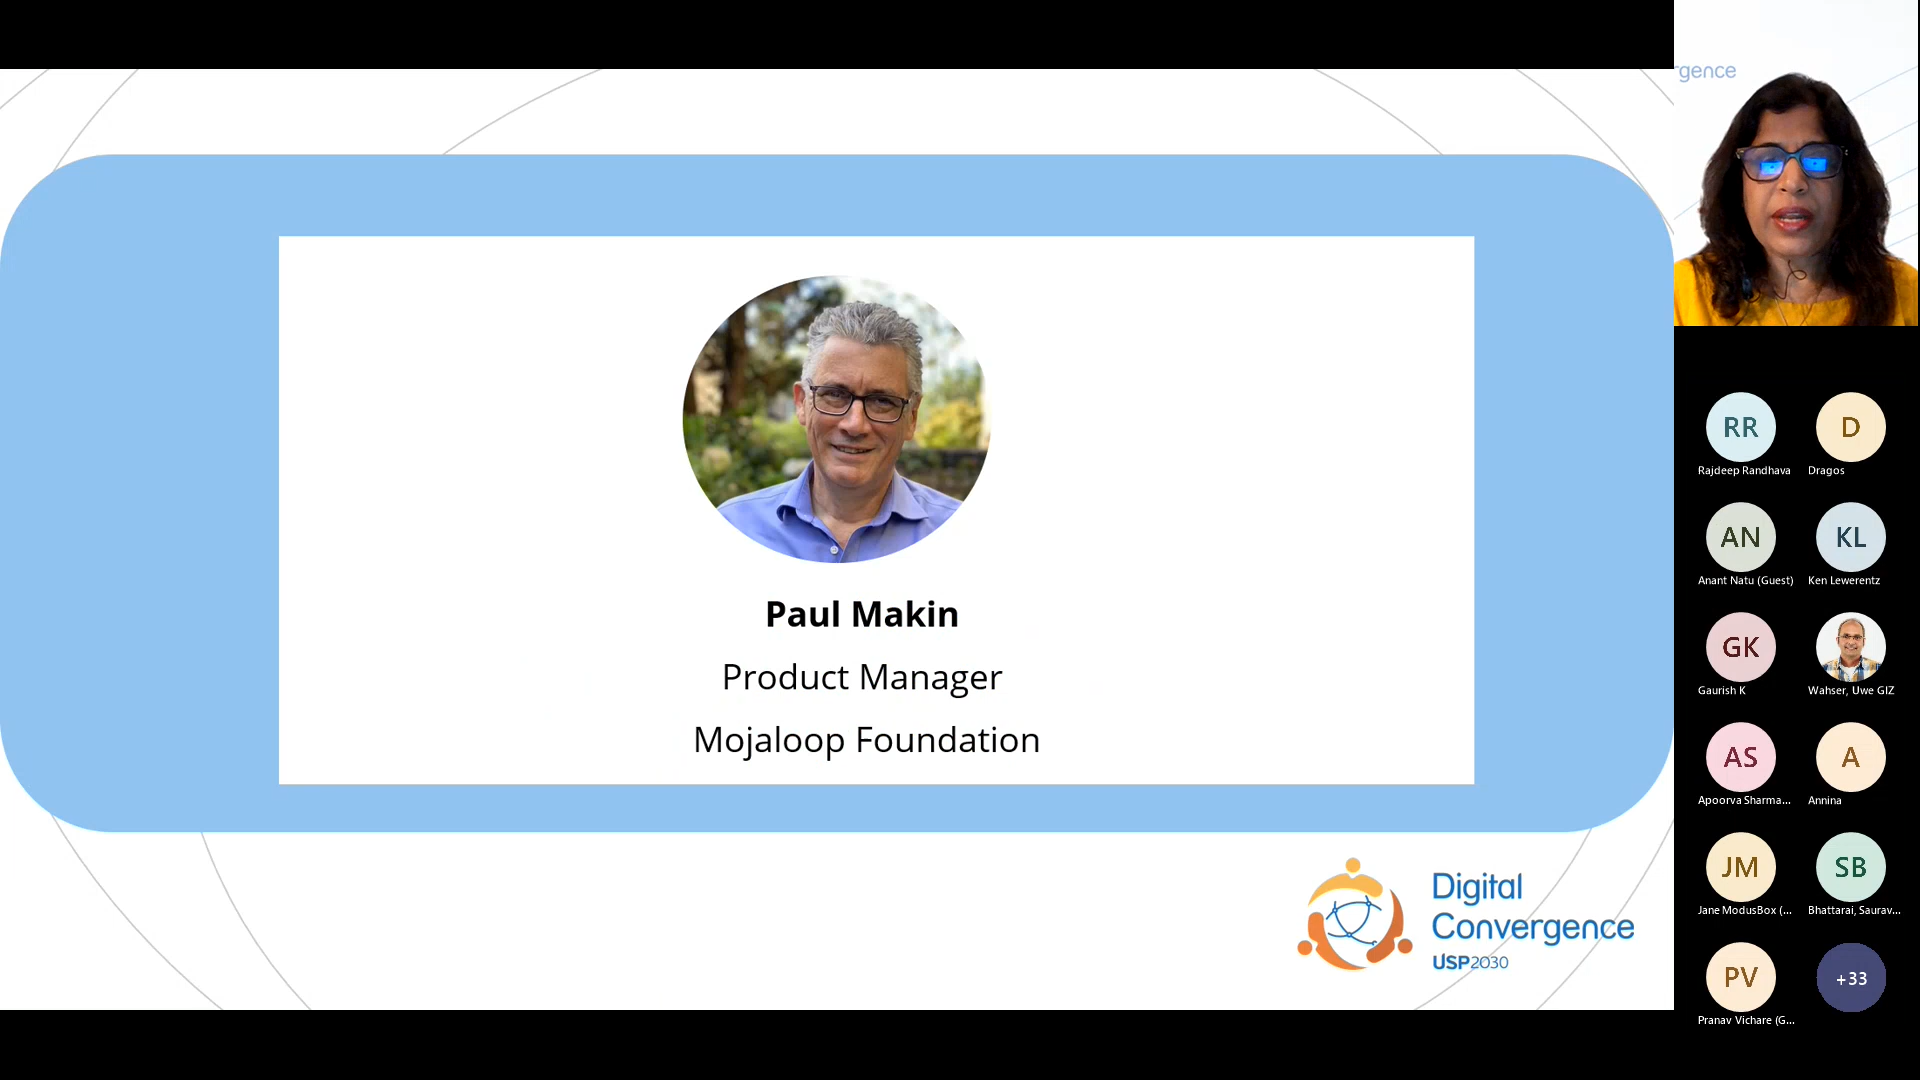 Paul Makin
Product Manager
Mojaloop Foundation
Digital
Convergence
USP2030
rgence
RR
D
Rajdeep Randhava
Dragos
AN
KL
Anant Natu (Guest)
Ken Lewerentz
GK
Gaurish K
Wahser, Uwe GIZ
AS
A
Apoorva Sharma...
Annina
JM
SB
Jane ModusBox (...
Bhattarai, Saurav...
PV
+33
Pranav Vichare (G...